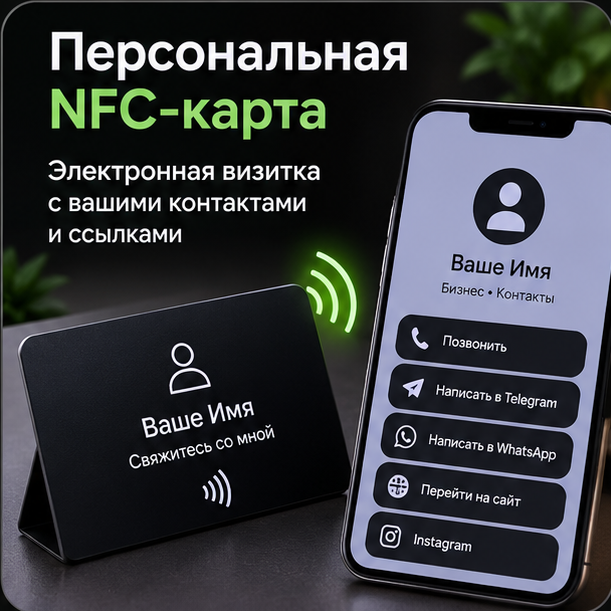 Персональная
NFC-карта
Электронная визитка
с вашими контактами
и ссылками
Ваше Имя
Свяжитесь со мной
Ваше Имя
Бизнес • Контакты
Позвонить
Написать в Telegram
Написать в WhatsApp
Перейти на сайт
Instagram